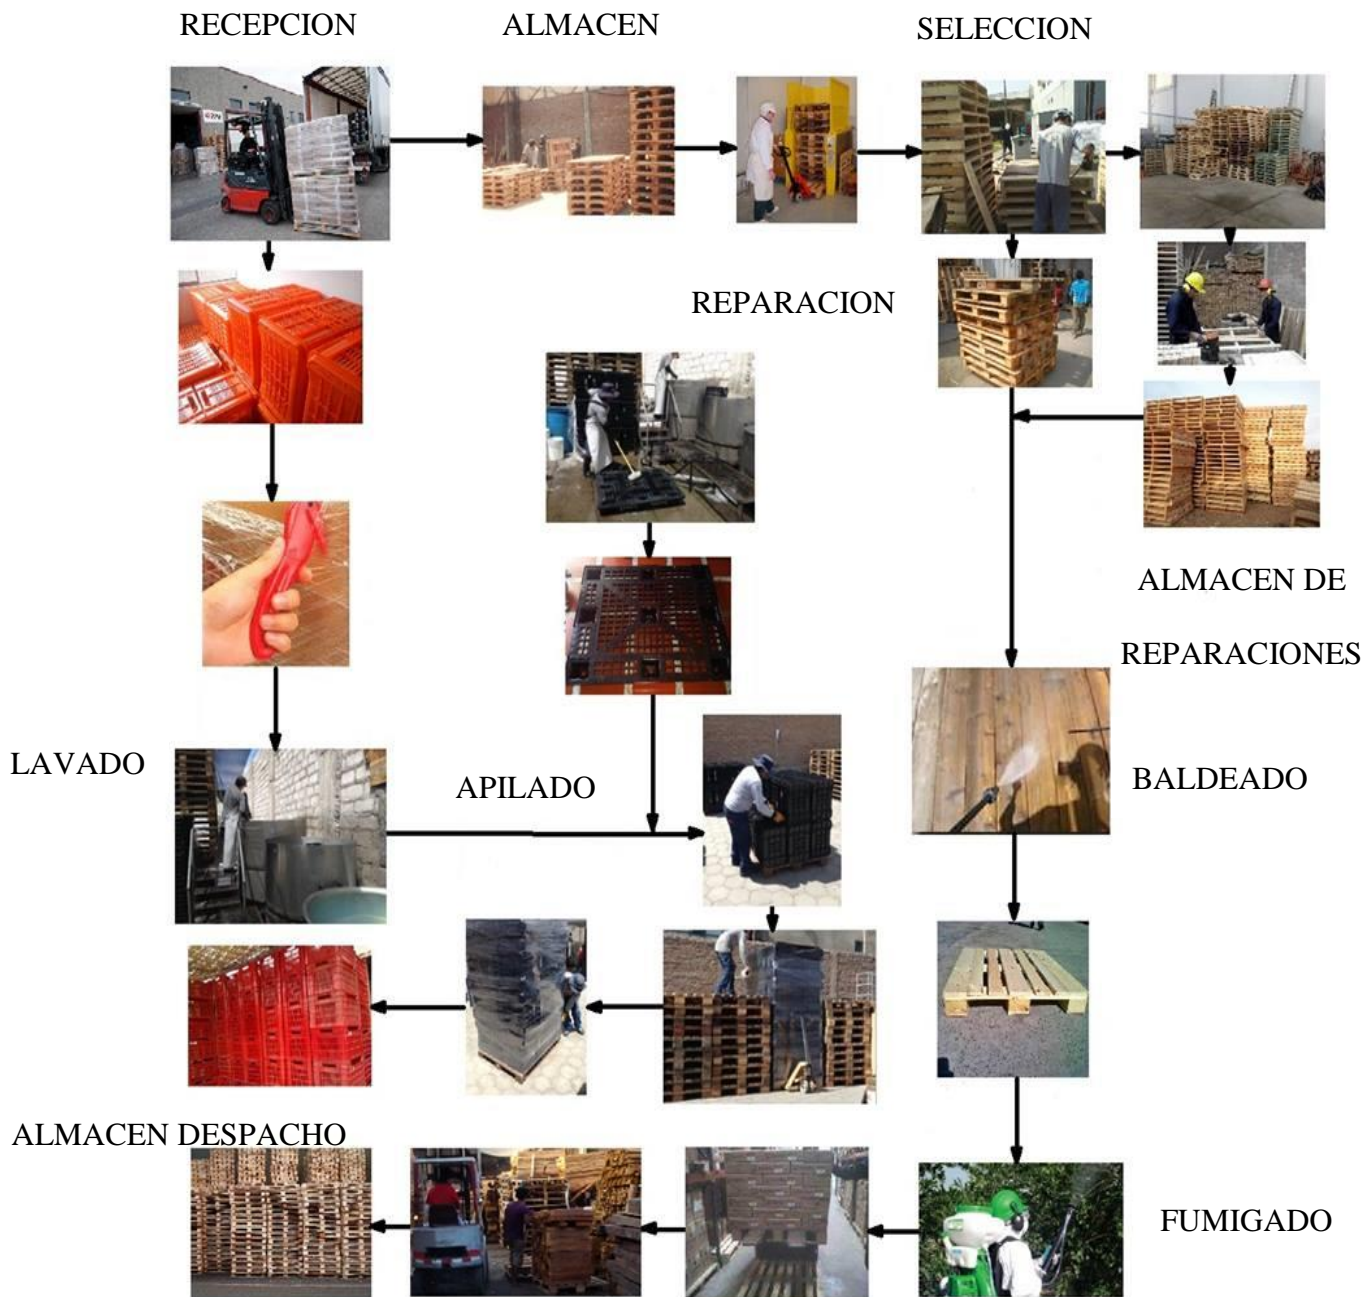 RECEPCION
ALMACEN
SELECCION
REPARACION
ALMACEN DE
REPARACIONES
LAVADO
APILADO
BALDEADO
ALMACEN DESPACHO
FUMIGADO